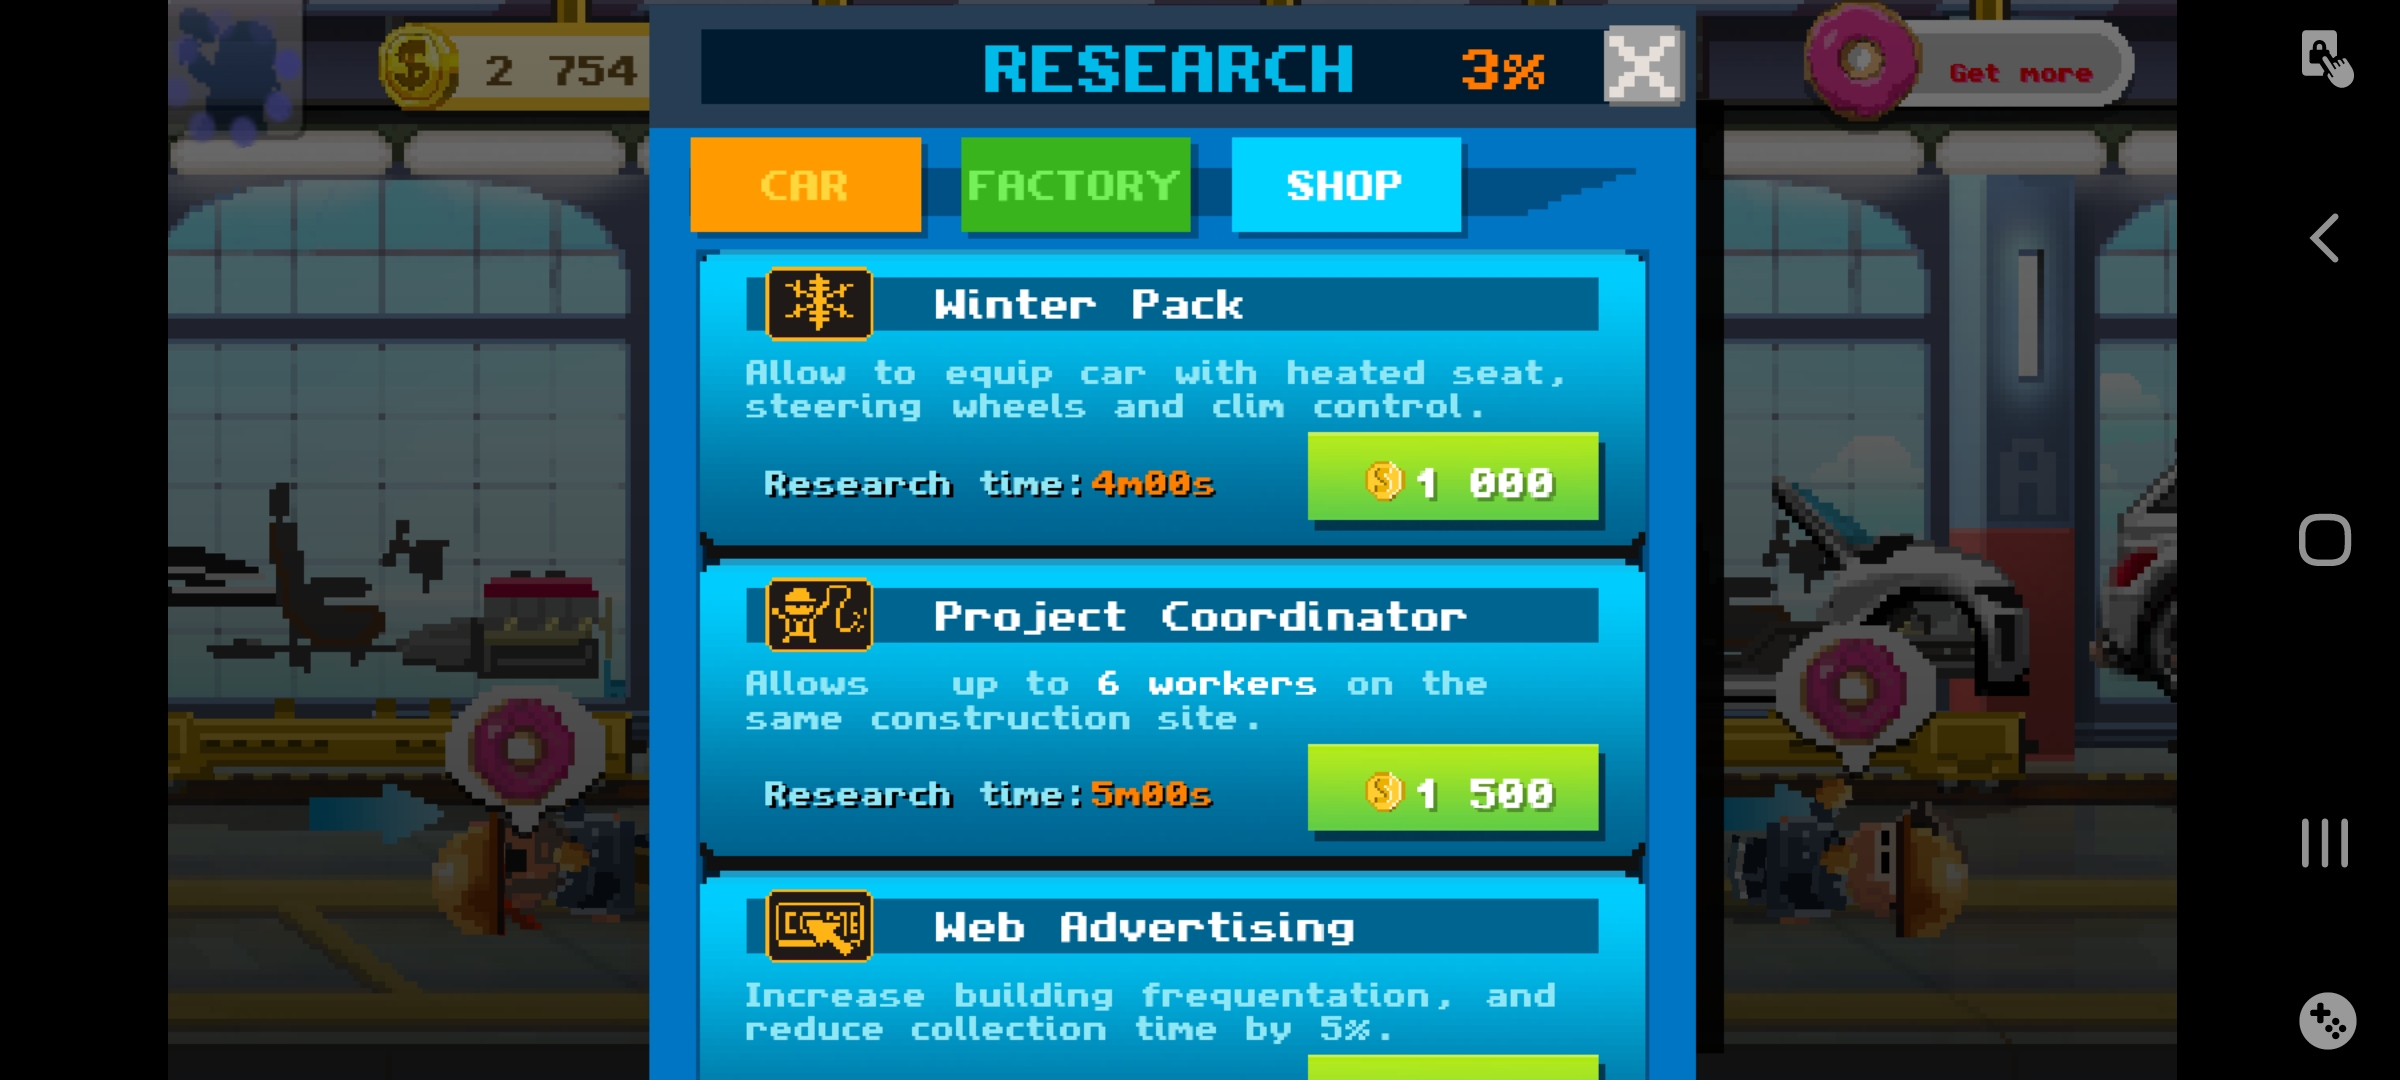 2 754
RESEARCH 3%
Get more
CAR FACTORY SHOP
Winter Pack
Allow to equip car with heated seat,
steering wheels and clim control.
Research time:4m00s 1 000
Project Coordinator
Allows up to 6 workers on the
same construction site.
Research time:5m00s 1 500
Web Advertising
Increase building frequentation, and
reduce collection time by 5%.